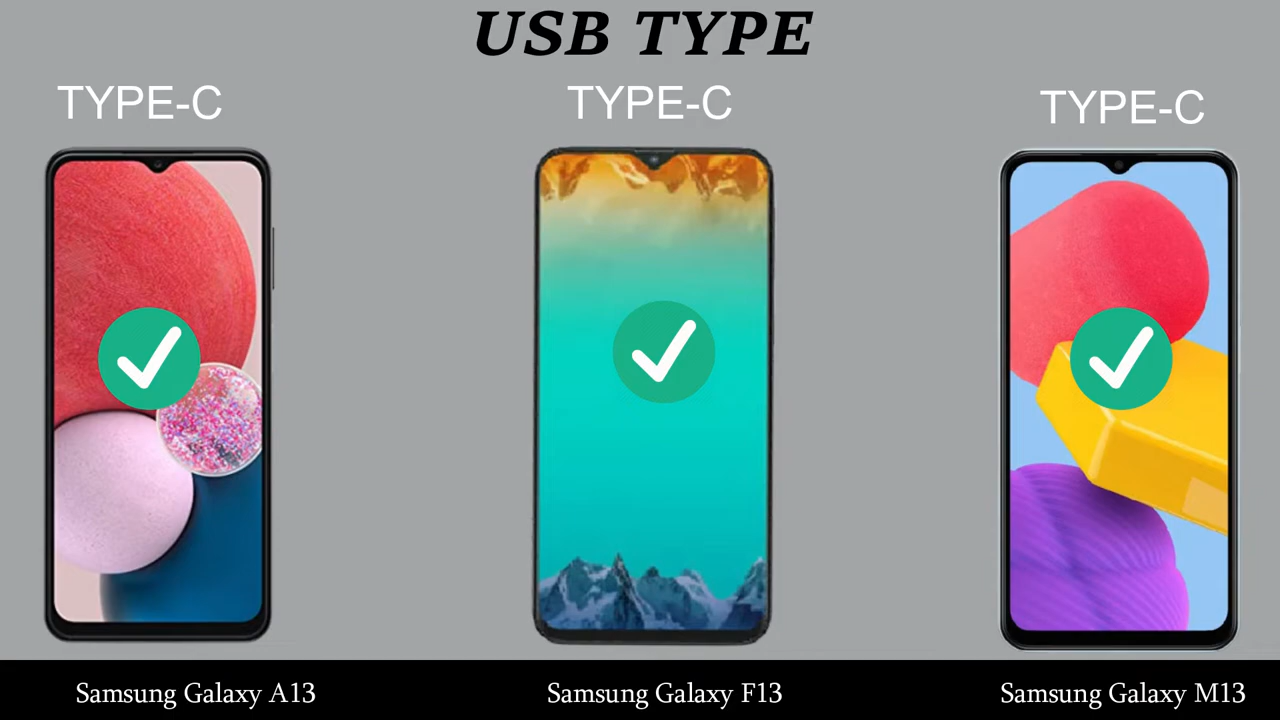 USB TYPE
TYPE-C
TYPE-C
TYPE-C
Samsung Galaxy A13
Samsung Galaxy F13
Samsung Galaxy M13